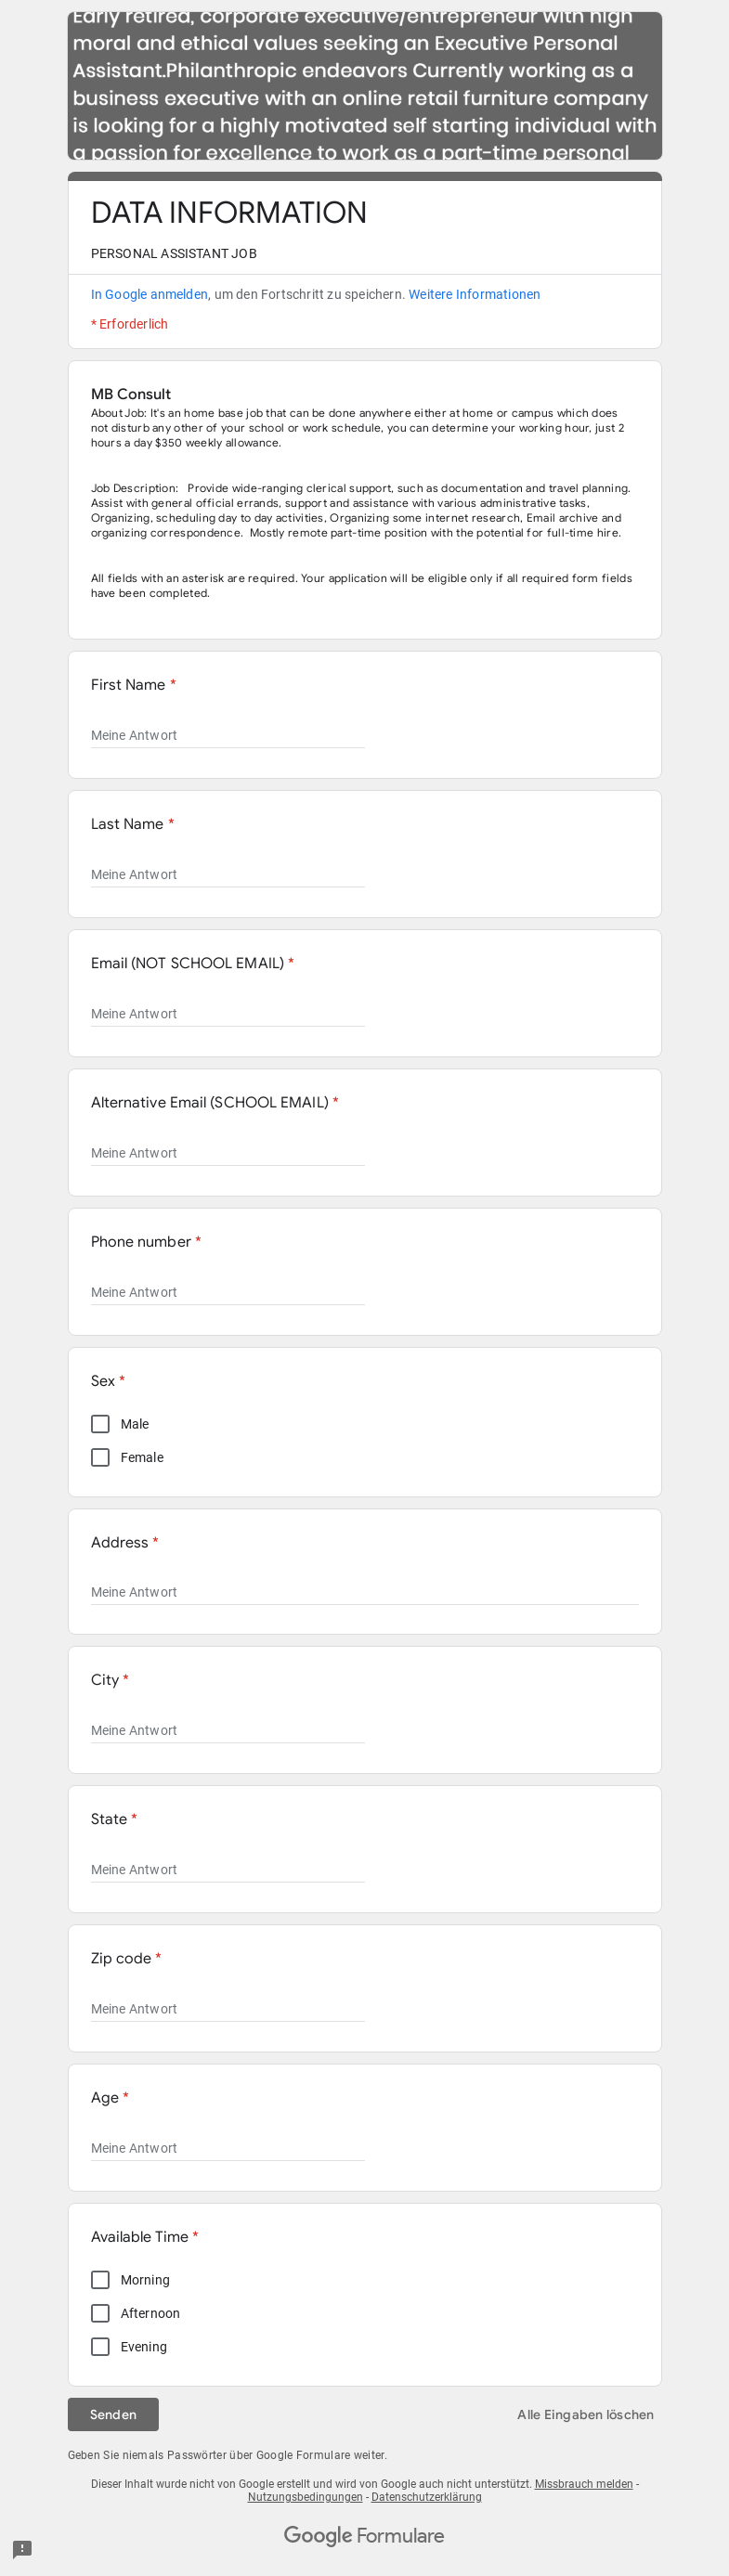 Early retired, corporate executive/entrepreneur with high
moral and ethical values seeking an Executive Personal
Assistant.Philanthropic endeavors Currently working as a
business executive with an online retail furniture company
is looking for a highly motivated self starting individual with
a passion for excellence to work as a part-time personal
DATA INFORMATION
PERSONAL ASSISTANT JOB
In Google anmelden, um den Fortschritt zu speichern. Weitere Informationen
* Erforderlich
MB Consult
About Job: It's an home base job that can be done anywhere either at home or campus which does
not disturb any other of your school or work schedule, you can determine your working hour, just 2
hours a day $350 weekly allowance.
Job Description: Provide wide-ranging clerical support, such as documentation and travel planning.
Assist with general official errands, support and assistance with various administrative tasks,
Organizing, scheduling day to day activities, Organizing some internet research, Email archive and
organizing correspondence. Mostly remote part-time position with the potential for full-time hire.
All fields with an asterisk are required. Your application will be eligible only if all required form fields
have been completed.
First Name *
Meine Antwort
Last Name *
Meine Antwort
Email (NOT SCHOOL EMAIL) *
Meine Antwort
Alternative Email (SCHOOL EMAIL) *
Meine Antwort
Phone number *
Meine Antwort
Sex *
Male
Female
Address *
Meine Antwort
City *
Meine Antwort
State *
Meine Antwort
Zip code *
Meine Antwort
Age *
Meine Antwort
Available Time *
Morning
Afternoon
Evening
Senden Alle Eingaben löschen
Geben Sie niemals Passwörter über Google Formulare weiter.
Dieser Inhalt wurde nicht von Google erstellt und wird von Google auch nicht unterstützt. Missbrauch melden -
Nutzungsbedingungen - Datenschutzerklärung
Google Formulare